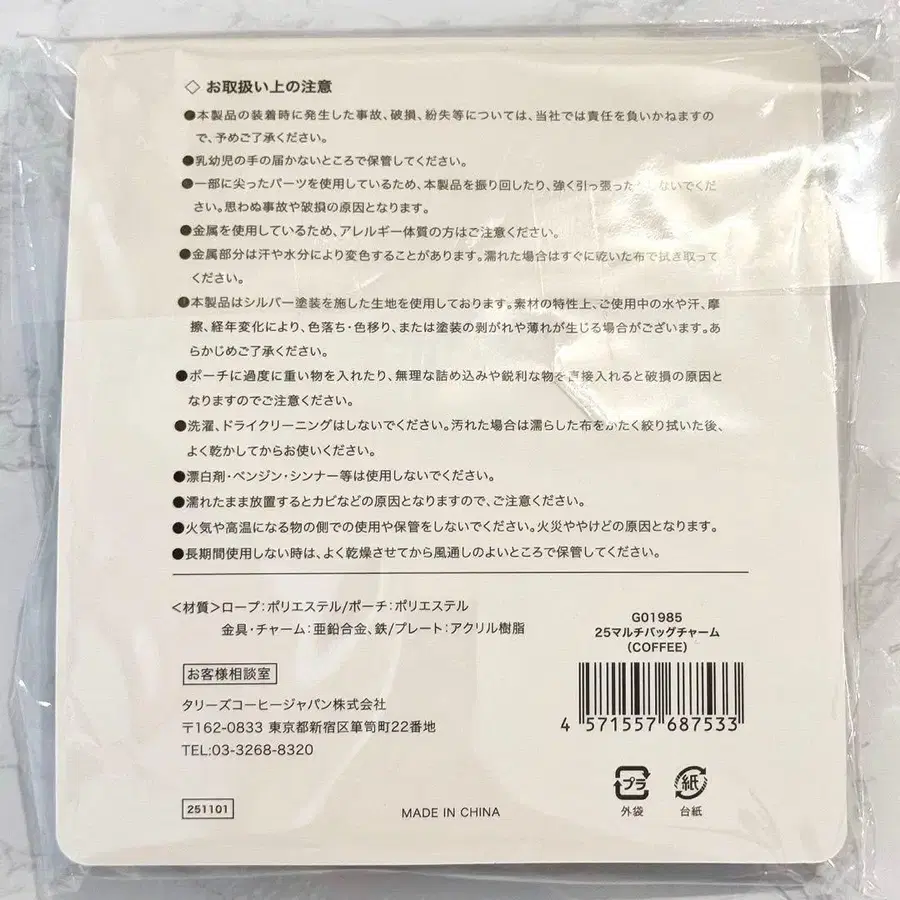 ◇ お取扱い上の注意
●本製品の装着時に発生した事故、破損、紛失等については、当社では責任を負いかねますの
で、予めご了承ください。
●乳幼児の手の届かないところで保管してください。
●一部に尖ったパーツを使用しているため、本製品を振り回したり、強く引っ張った しないでくだ
さい。思わぬ事故や破損の原因となります。
●金属を使用しているため、アレルギー体質の方はご注意ください。
●金属部分は汗や水分により変色することがあります。濡れた場合はすぐに乾いた布で拭き取って
ください。
●本製品はシルバー塗装を施した生地を使用しております。素材の特性上、ご使用中の水や汗、摩
擦、経年変化により、色落ち・色移り、または塗装の剥がれや薄れが生じる場合がございます。あ
らかじめご了承ください。
●ポーチに過度に重い物を入れたり、無理な詰め込みや鋭利な物を直接入れると破損の原因と
なりますのでご注意ください。
●洗濯、ドライクリーニングはしないでください。汚れた場合は濡らした布をかたく絞り拭いた後、
よく乾かしてからお使いください。
●漂白剤・ベンジン・シンナー等は使用しないでください。
●濡れたまま放置するとカビなどの原因となりますので、ご注意ください。
●火気や高温になる物の側での使用や保管をしないでください。火災ややけどの原因となります。
●長期間使用しない時は、よく乾燥させてから風通しのよいところで保管してください。
<材質>ロープ:ポリエステル/ポーチ:ポリエステル
金具・チャーム:亜鉛合金、鉄/プレート:アクリル樹脂
お客様相談室
タリーズコーヒージャパン株式会社
〒162-0833 東京都新宿区箪笥町22番地
TEL:03-3268-8320
251101
MADE IN CHINA
G01985
25マルチバッグチャーム
(COFFEE)
4 571557 687533
プラ
外袋
紙
台紙